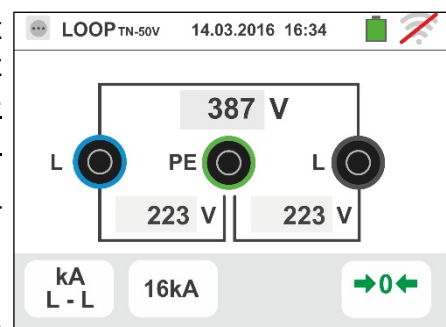 LOOP TN-50V 14.03.2016 16:34
387 V
L PE L
223 V 223 V
kA
L - L
16kA
→0←